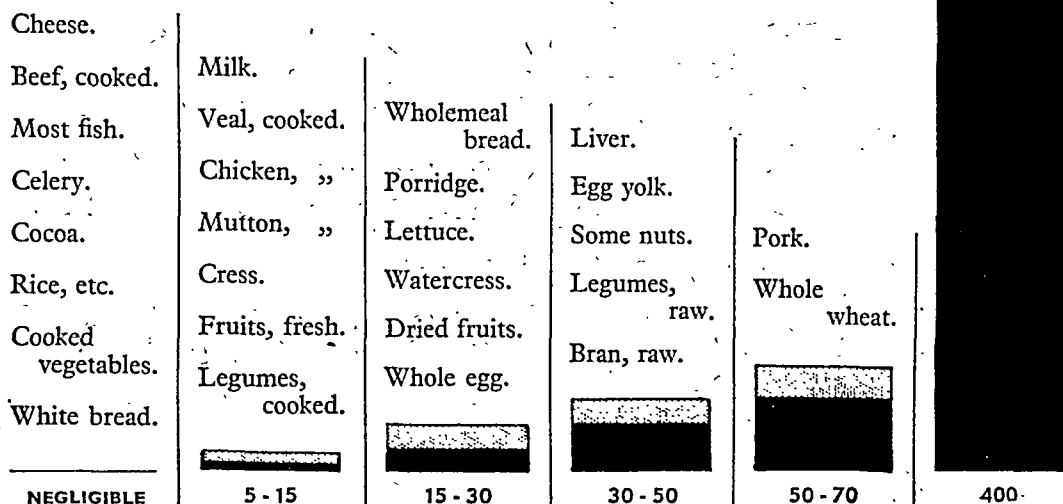 Cheese.
Beef, cooked.
Most fish.
Celery.
Cocoa.
Rice, etc.
Cooked
vegetables.
White bread.
NEGLIGIBLE
Milk.
Veal, cooked.
Chicken, „
Mutton, „
Cress.
Fruits, fresh.
Legumes,
cooked.
5 - 15
Wholemeal
bread.
Porridge.
Lettuce.
Watercress.
Dried fruits.
Whole egg.
15 - 30
Liver.
Egg yolk.
Some nuts.
Legumes,
raw.
Bran, raw.
30 - 50
Pork.
Whole
wheat.
50 - 70
400-